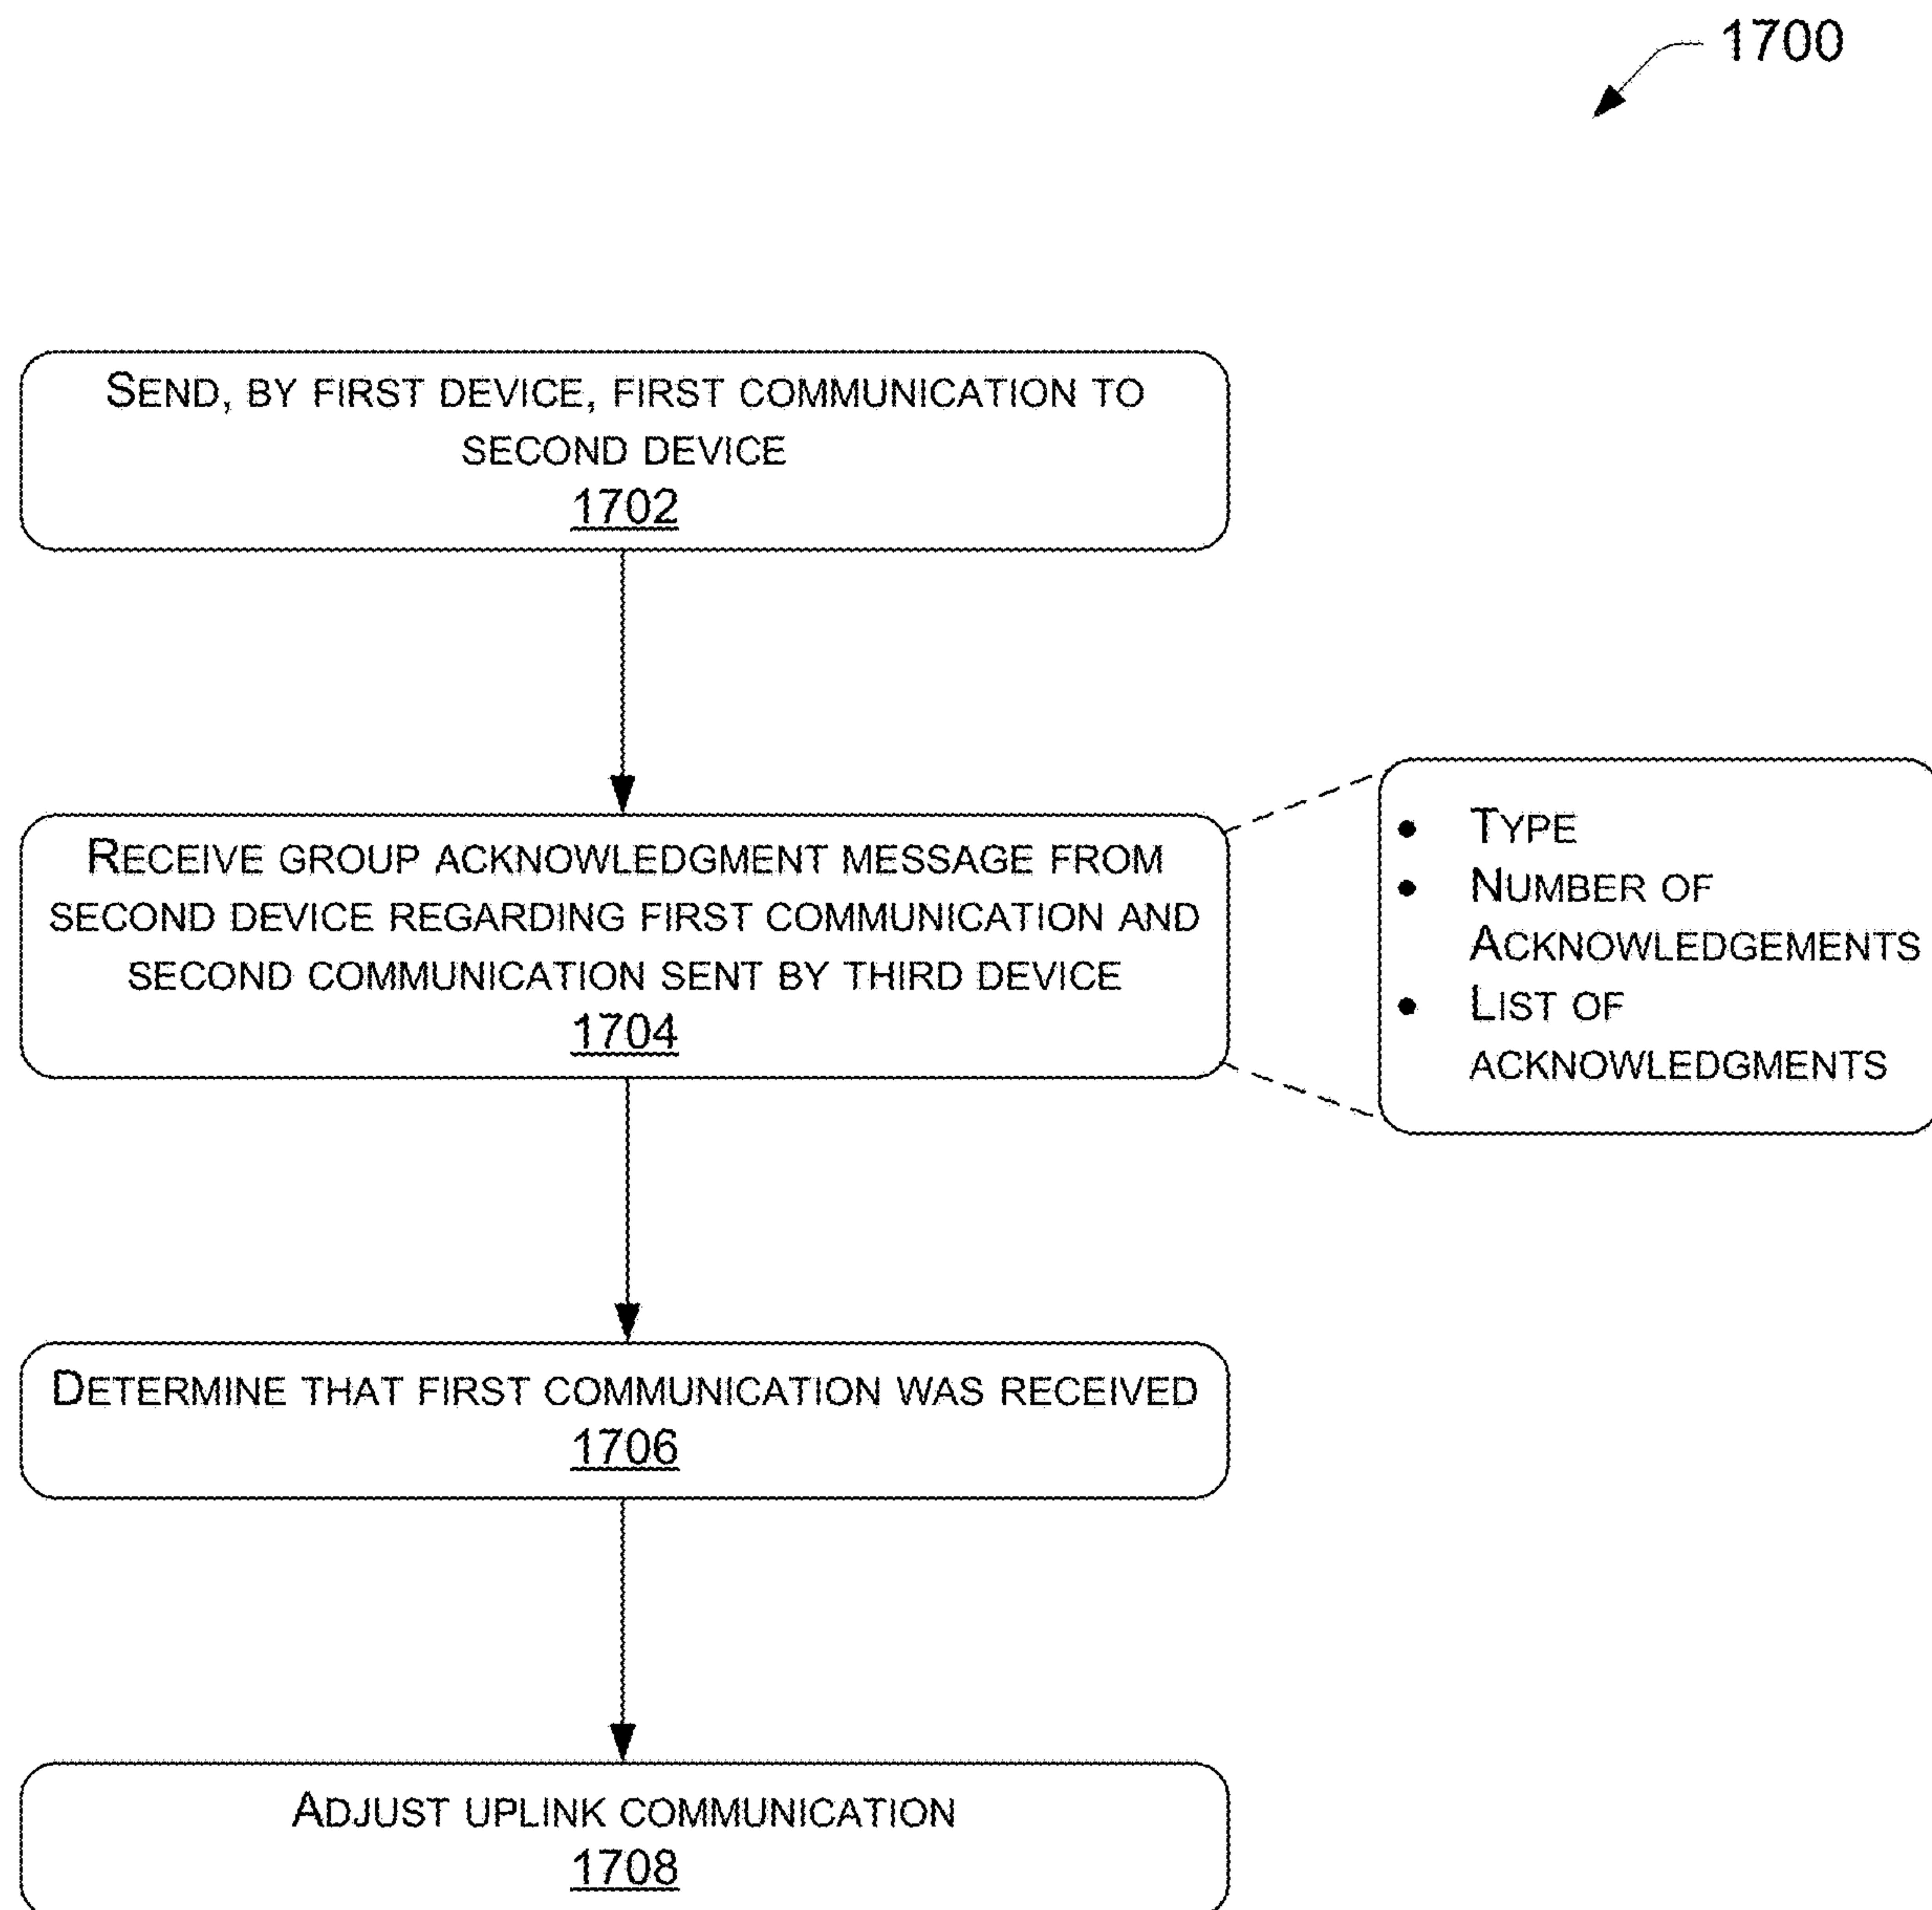 1700
SEND, BY FIRST DEVICE, FIRST COMMUNICATION TO
SECOND DEVICE
1702
RECEIVE GROUP ACKNOWLEDGMENT MESSAGE FROM
SECOND DEVICE REGARDING FIRST COMMUNICATION AND
SECOND COMMUNICATION SENT BY THIRD DEVICE
1704
• TYPE
• NUMBER OF
ACKNOWLEDGEMENTS
• LIST OF
ACKNOWLEDGMENTS
DETERMINE THAT FIRST COMMUNICATION WAS RECEIVED
1706
ADJUST UPLINK COMMUNICATION
1708